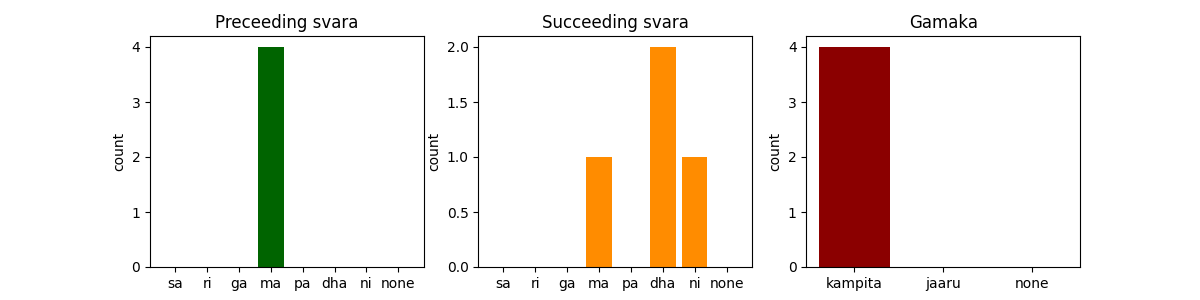 Preceeding svara
count
4
3
2
1
0
sa ri ga ma pa dha ni none
Succeeding svara
count
2.0
1.5
1.0
0.5
0.0
sa ri ga ma pa dha ni none
Gamaka
count
4
3
2
1
0
kampita jaaru none